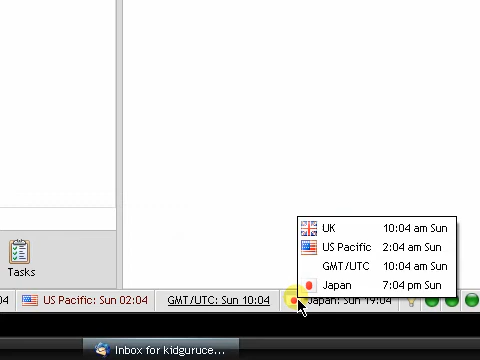 UK 10:04 am Sun
US Pacific 2:04 am Sun
GMT/UTC 10:04 am Sun
Japan 7:04 pm Sun
Tasks
04 US Pacific: Sun 02:04 GMT/UTC: Sun 10:04 Japan: Sun 19:04
Inbox for kidguruce...